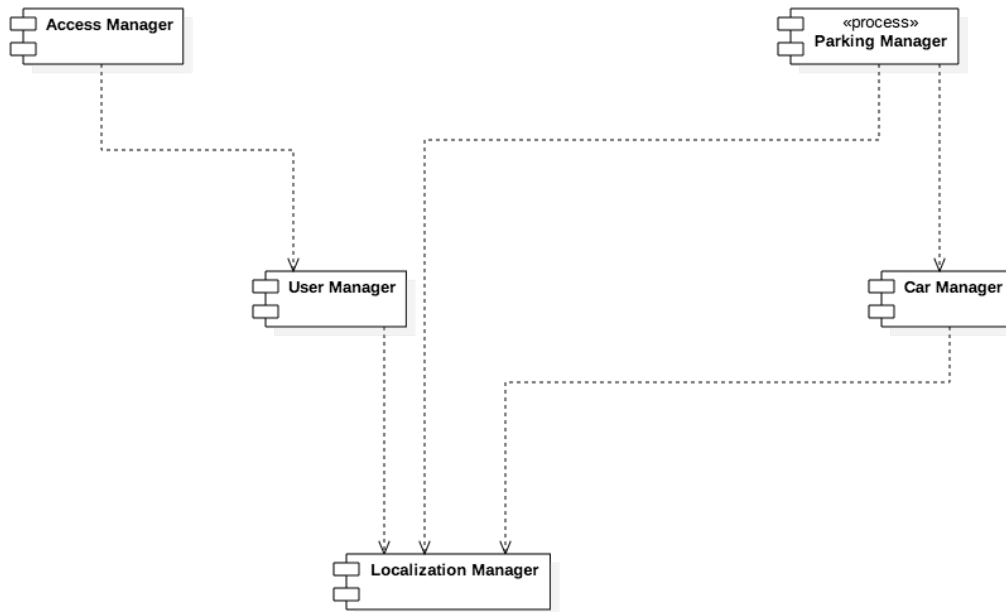 Access Manager
«process»
Parking Manager
User Manager
Car Manager
Localization Manager